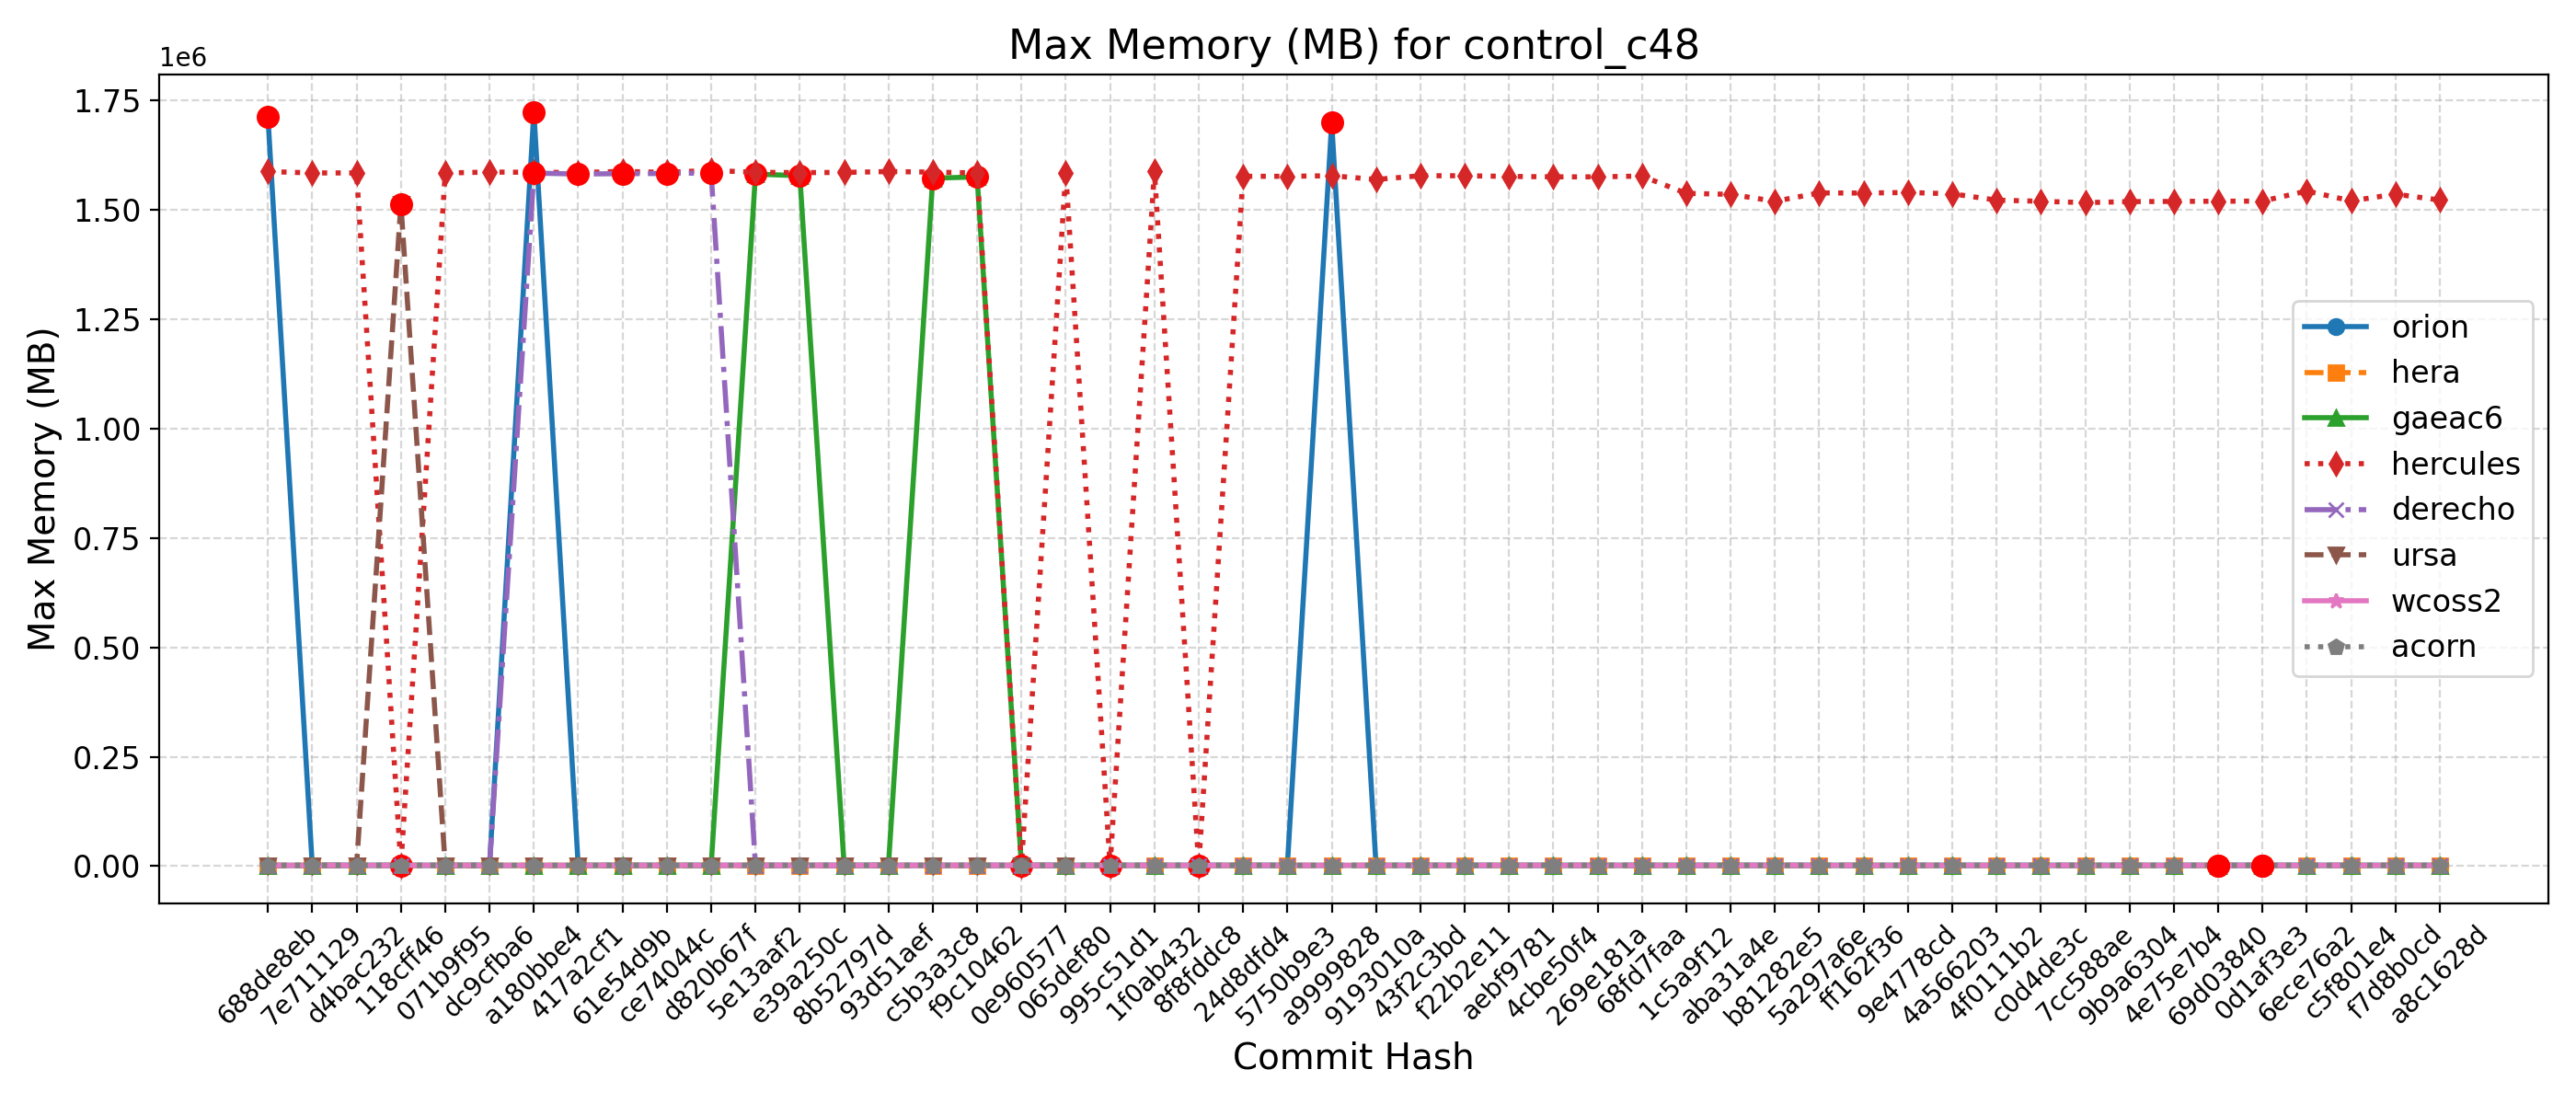 Max Memory (MB) for control_c48
1e6
1.75
1.50
1.25
1.00
0.75
0.50
0.25
0.00
Max Memory (MB)
orion
hera
gaeac6
hercules
derecho
ursa
wcoss2
acorn
688de8eb
7e711129
d4bac232
118cff46
071b9f95
dc9cfba6
a180bbe4
417a2cf1
61e54d9b
ce74044c
d820b67f
5e13aaf2
e39a250c
8b52797d
93d51aef
c5b3a3c8
f9c10462
0e960577
065def80
995c51d1
1f0ab432
8f8fddc8
24d8dfd4
5750b9e3
a9999828
9193010a
43f2c3bd
f22b2e11
aebf9781
4cbe50f4
269e181a
68fd7faa
1c5a9f12
aba31a4e
b81282e5
5a297a6e
ff162f36
9e4778cd
4a566203
4f0111b2
c0d4de3c
7cc588ae
9b9a6304
4e75e7b4
69d03840
0d1af3e3
6ece76a2
c5f801e4
f7d8b0cd
a8c1628d
Commit Hash